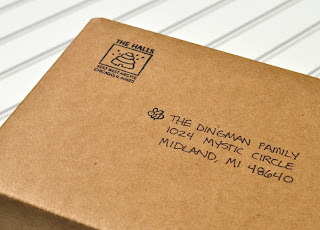 THE HALLS
THE DINGMAN FAMILY
1024 MYSTIC CIRCLE
MIDLAND, MI 48640